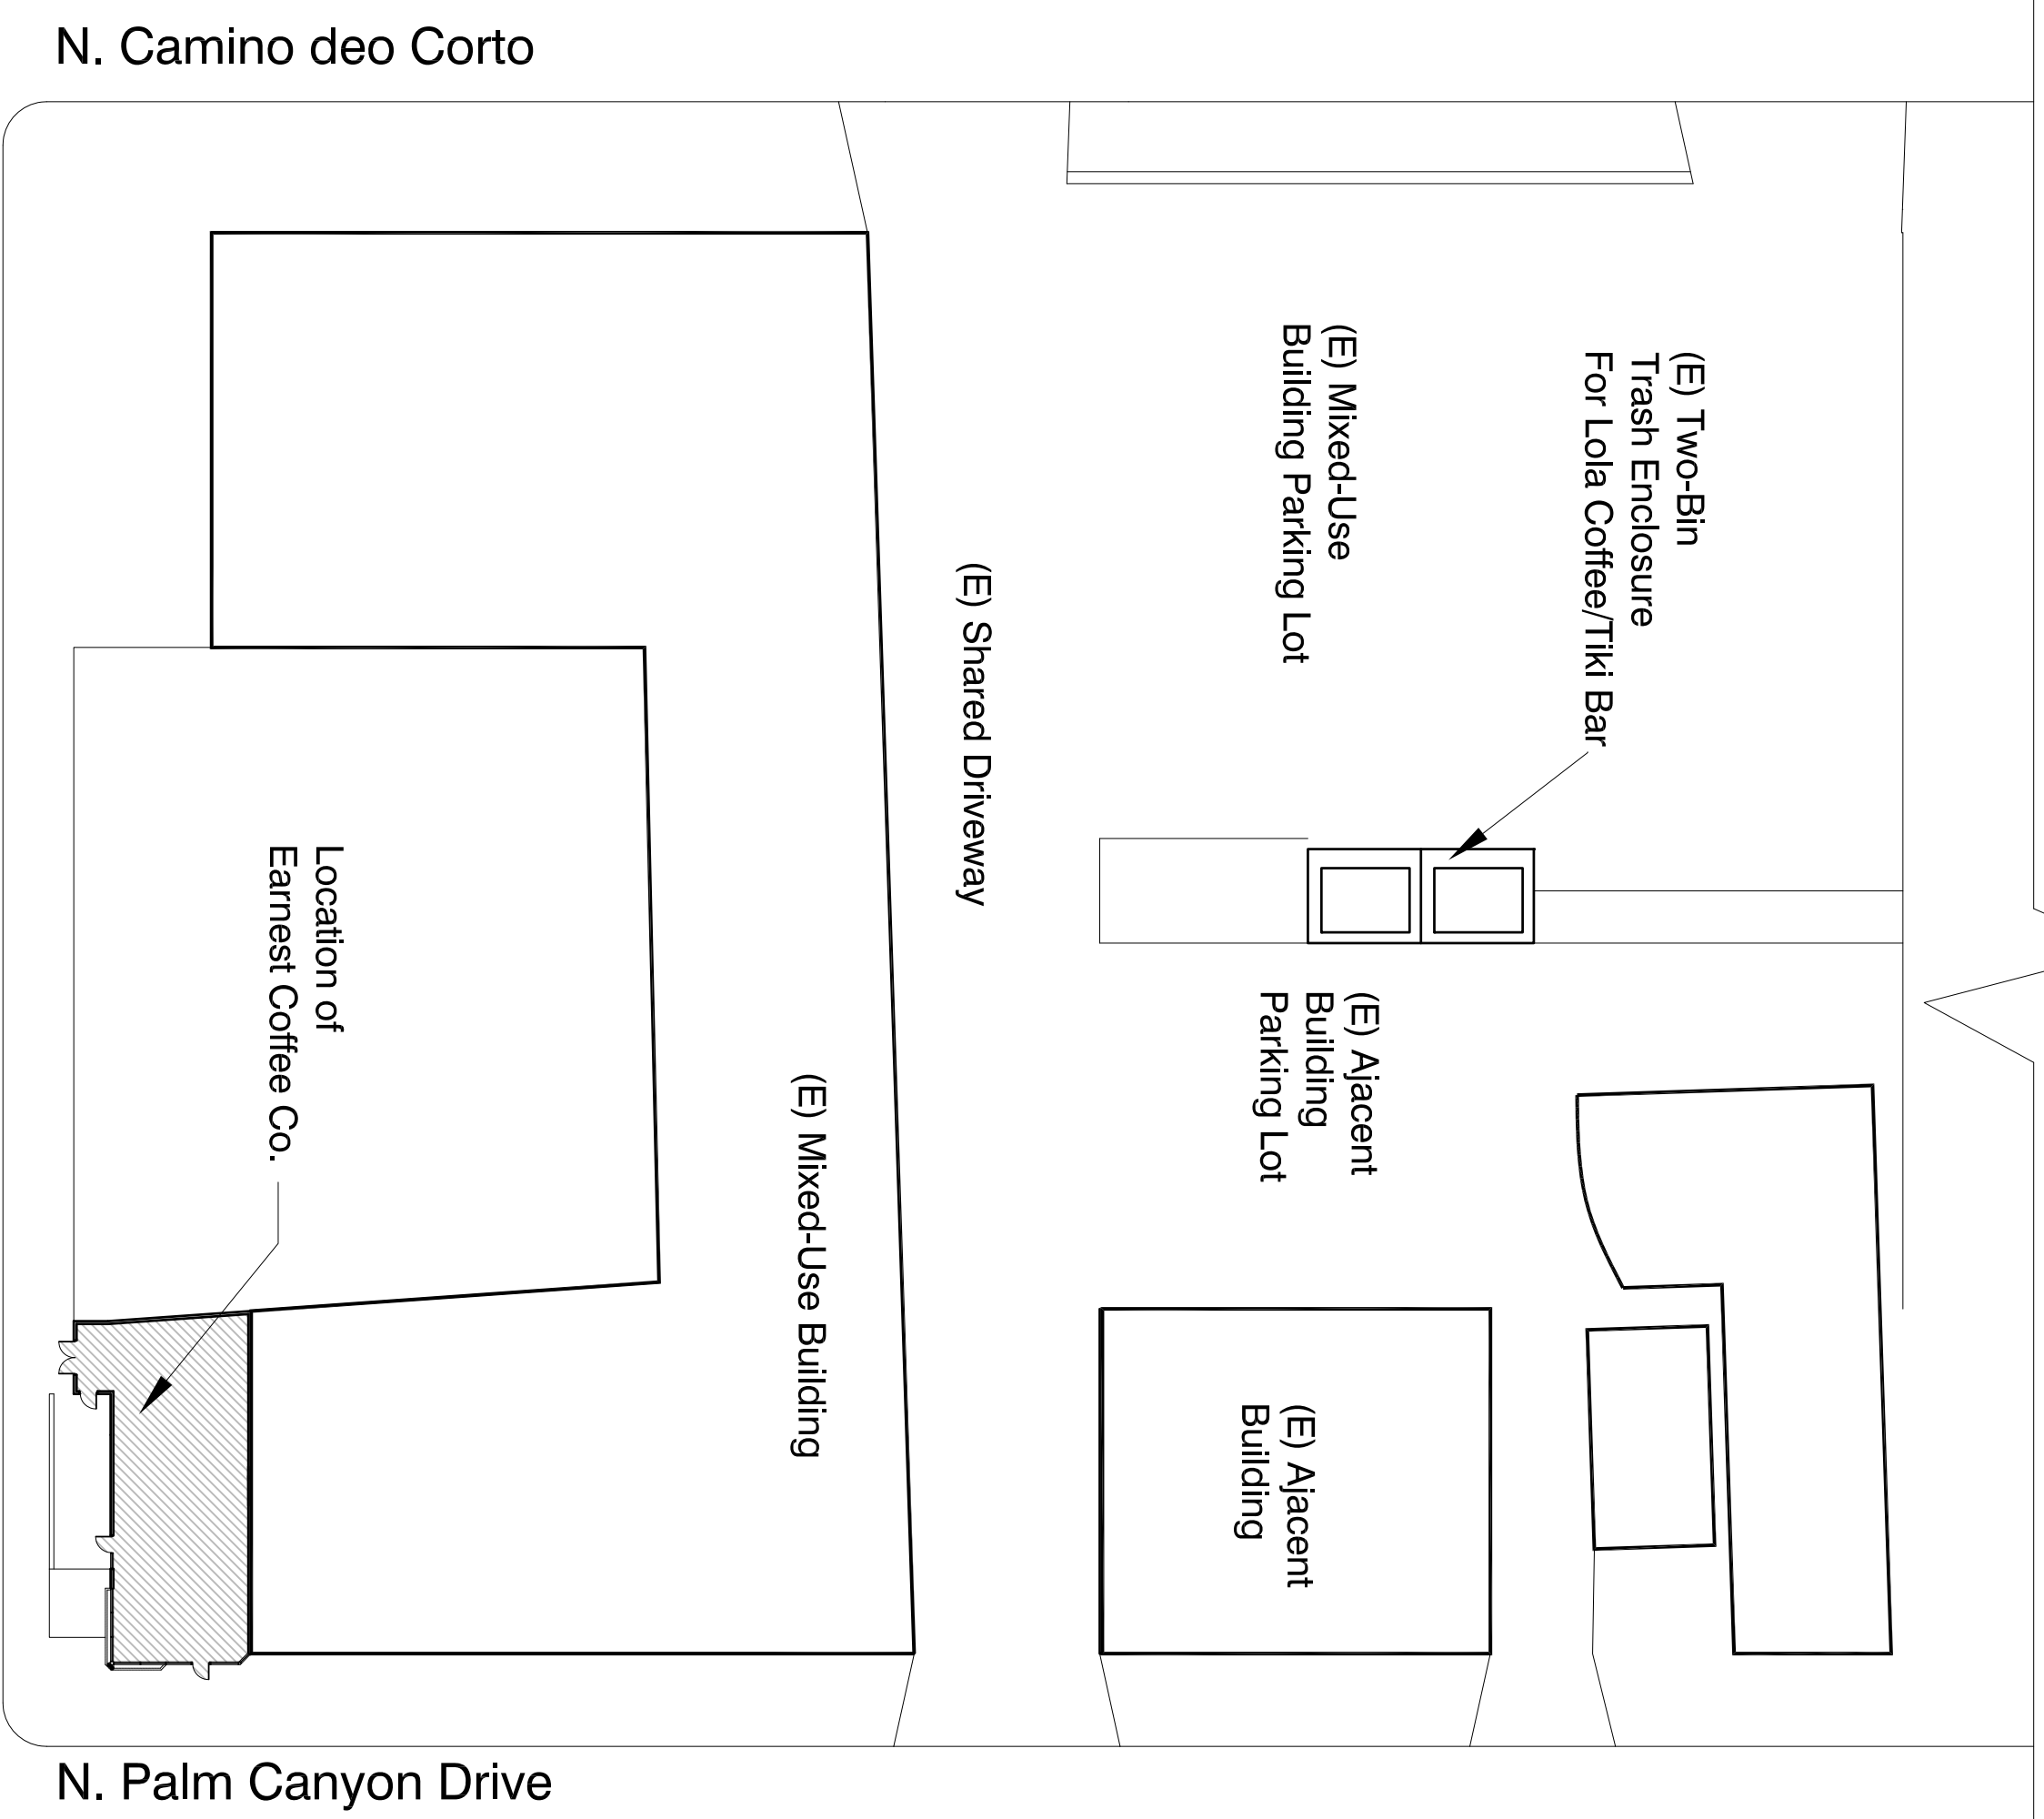 N. Camino deo Corto
(E) Two-Bin
Trash Enclosure
For Lola Coffee/Tiki Bar
(E) Mixed-Use
Building Parking Lot
(E) Shared Driveway
Location of
Earnest Coffee Co.
(E) Ajacent
Building
Parking Lot
(E) Mixed-Use Building
(E) Ajacent
Building
N. Palm Canyon Drive